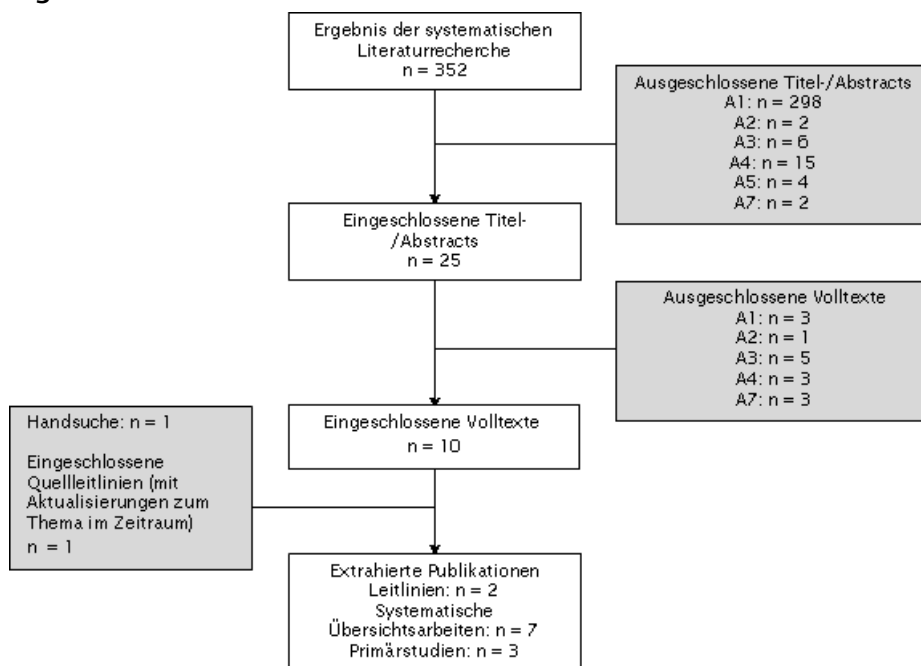 Ergebnis der systematischen
Literaturrecherche
n = 352
Ausgeschlossene Titel-/Abstracts
A1: n = 298
A2: n = 2
A3: n = 6
A4: n = 15
A5: n = 4
A7: n = 2
Eingeschlossene Titel-
/Abstracts
n = 25
Ausgeschlossene Volltexte
A1: n = 3
A2: n = 1
A3: n = 5
A4: n = 3
A7: n = 3
Eingeschlossene Volltexte
n = 10
Handsuche: n = 1
Eingeschlossene
Quellleitlinien (mit
Aktualisierungen zum
Thema im Zeitraum)
n = 1
Extrahierte Publikationen
Leitlinien: n = 2
Systematische
Übersichtsarbeiten: n = 7
Primärstudien: n = 3